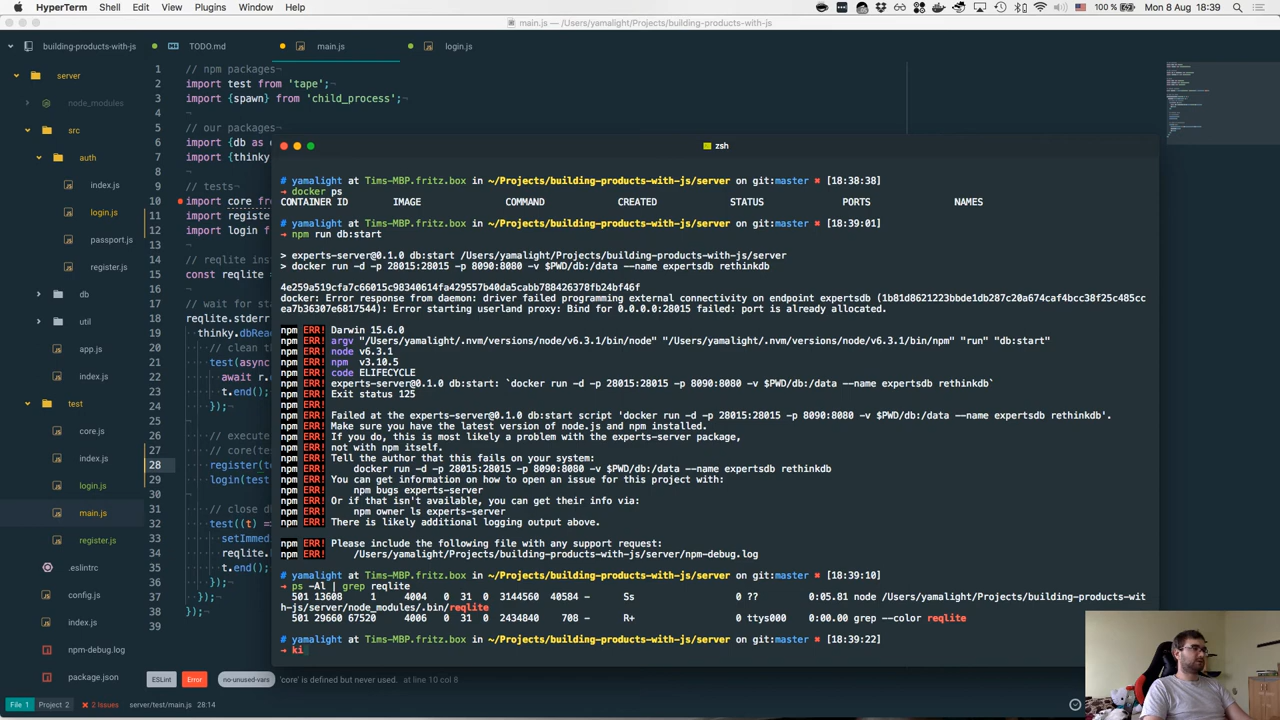 HyperTerm Shell Edit View Plugins Window Help
100 % Mon 8 Aug 18:39
main.js — /Users/yamalight/Projects/building-products-with-js
building-products-with-js
TODO.md
main.js
login.js
server
node_modules
src
auth
index.js
login.js
passport.js
register.js
db
util
app.js
index.js
test
core.js
index.js
login.js
main.js
register.js
.eslintrc
config.js
index.js
npm-debug.log
package.json
1 // npm packages¬
2 import test from 'tape';¬
3 import {spawn} from 'child_process';
4
5 // our packages¬
6 import {db as
7 import {thinky
8
9 // tests¬
10 import core fro
11 import registe
12 import login f
13
14 // reqlite ins
15 const reqlite
16
17 // wait for sta
18 reqlite.stderr
19 thinky.dbRea
20 // clean th
21 test(async
22 await r.
23 t.end();
24 });
25
26 // execute
27 // core(tes
28 register(te
29 login(test
30
31 // close d
32 test((t) =>
33 setImmed
34 reqlite.
35 t.end();
36 });
37 });¬
38 });
39
zsh
# yamalight at Tims-MBP.fritz.box in ~/Projects/building-products-with-js/server on git:master ✖ [18:38:38]
→ docker ps
CONTAINER ID IMAGE COMMAND CREATED STATUS PORTS NAMES
# yamalight at Tims-MBP.fritz.box in ~/Projects/building-products-with-js/server on git:master ✖ [18:39:01]
→ npm run db:start
> experts-server@0.1.0 db:start /Users/yamalight/Projects/building-products-with-js/server
> docker run -d -p 28015:28015 -p 8090:8080 -v $PWD/db:/data --name expertsdb rethinkdb
4e259a519cfa7c66015c98340614fa429557b40da5cabb788426378fb24bf46f
docker: Error response from daemon: driver failed programming external connectivity on endpoint expertsdb (1b81d8621223bbde1db287c20a674caf4bcc38f25c485cc
ea7b36307e6817544): Error starting userland proxy: Bind for 0.0.0.0:28015 failed: port is already allocated.
npm ERR! Darwin 15.6.0
npm ERR! argv "/Users/yamalight/.nvm/versions/node/v6.3.1/bin/node" "/Users/yamalight/.nvm/versions/node/v6.3.1/bin/npm" "run" "db:start"
npm ERR! node v6.3.1
npm ERR! npm v3.10.5
npm ERR! code ELIFECYCLE
npm ERR! experts-server@0.1.0 db:start: `docker run -d -p 28015:28015 -p 8090:8080 -v $PWD/db:/data --name expertsdb rethinkdb`
npm ERR! Exit status 125
npm ERR!
npm ERR! Failed at the experts-server@0.1.0 db:start script 'docker run -d -p 28015:28015 -p 8090:8080 -v $PWD/db:/data --name expertsdb rethinkdb'.
npm ERR! Make sure you have the latest version of node.js and npm installed.
npm ERR! If you do, this is most likely a problem with the experts-server package,
npm ERR! not with npm itself.
npm ERR! Tell the author that this fails on your system:
npm ERR! docker run -d -p 28015:28015 -p 8090:8080 -v $PWD/db:/data --name expertsdb rethinkdb
npm ERR! You can get information on how to open an issue for this project with:
npm ERR! npm bugs experts-server
npm ERR! Or if that isn't available, you can get their info via:
npm ERR! npm owner ls experts-server
npm ERR! There is likely additional logging output above.
npm ERR! Please include the following file with any support request:
npm ERR! /Users/yamalight/Projects/building-products-with-js/server/npm-debug.log
# yamalight at Tims-MBP.fritz.box in ~/Projects/building-products-with-js/server on git:master ✖ [18:39:10]
→ ps -Al | grep reqlite
501 13608 1 4004 0 31 0 3144560 40584 - Ss 0 ?? 0:05.81 node /Users/yamalight/Projects/building-products-wit
h-js/server/node_modules/.bin/reqlite
501 29660 67520 4006 0 31 0 2434840 708 - R+ 0 ttys000 0:00.00 grep --color reqlite
# yamalight at Tims-MBP.fritz.box in ~/Projects/building-products-with-js/server on git:master ✖ [18:39:22]
→ ki
ESLint Error no-unused-vars 'core' is defined but never used. at line 10 col 8
File 1 Project 2 2 Issues server/test/main.js 28:14